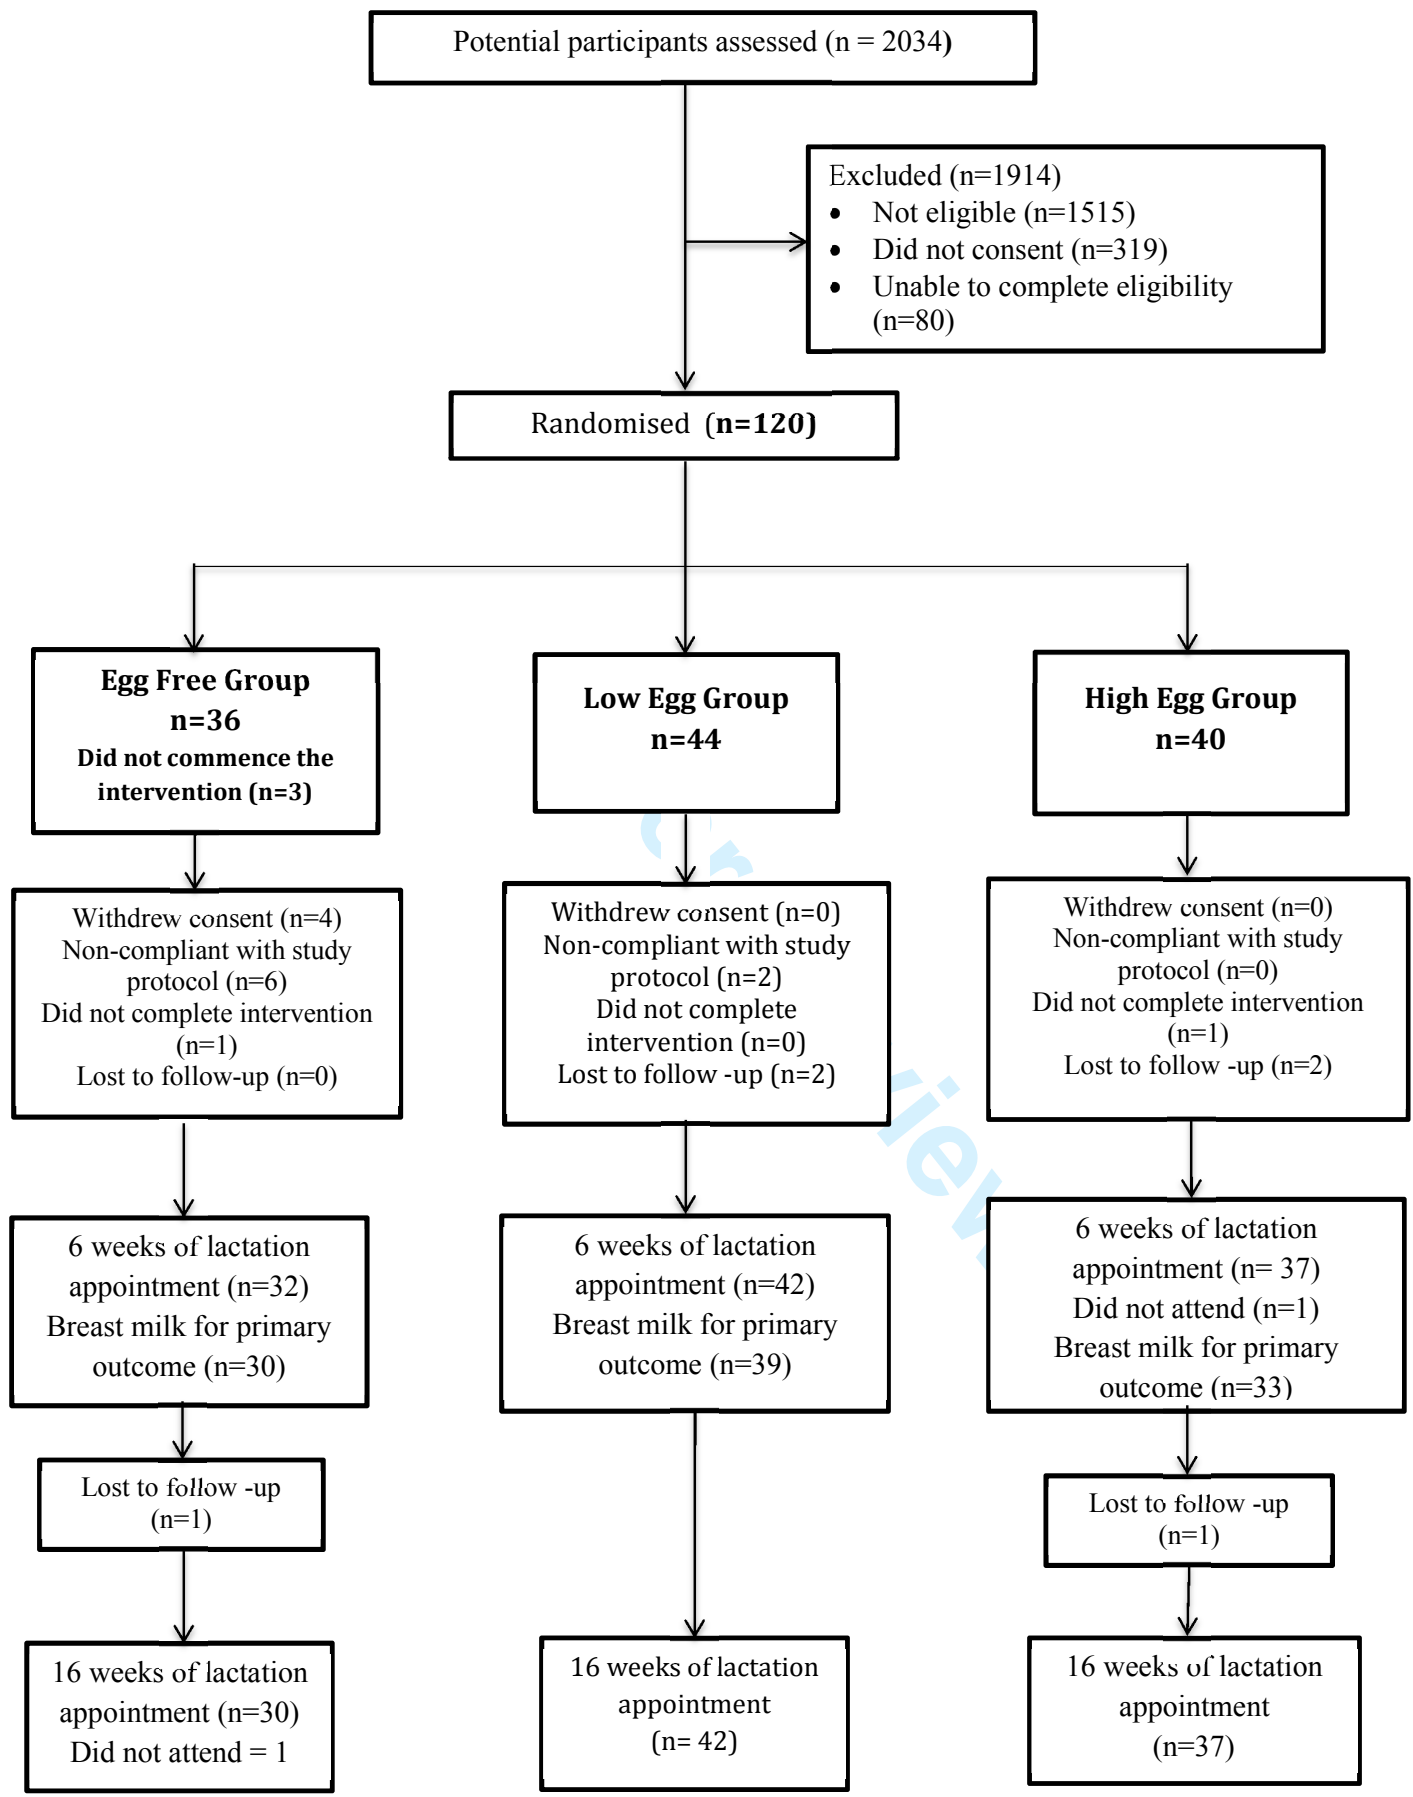 Potential participants assessed (n = 2034)
Excluded (n=1914)
• Not eligible (n=1515)
• Did not consent (n=319)
• Unable to complete eligibility
(n=80)
Randomised (n=120)
Egg Free Group
n=36
Did not commence the
intervention (n=3)
Low Egg Group
n=44
High Egg Group
n=40
Withdrew consent (n=4)
Non-compliant with study
protocol (n=6)
Did not complete intervention
(n=1)
Lost to follow-up (n=0)
Withdrew consent (n=0)
Non-compliant with study
protocol (n=2)
Did not complete
intervention (n=0)
Lost to follow -up (n=2)
Withdrew consent (n=0)
Non-compliant with study
protocol (n=0)
Did not complete intervention
(n=1)
Lost to follow -up (n=2)
6 weeks of lactation
appointment (n=32)
Breast milk for primary
outcome (n=30)
6 weeks of lactation
appointment (n=42)
Breast milk for primary
outcome (n=39)
6 weeks of lactation
appointment (n= 37)
Did not attend (n=1)
Breast milk for primary
outcome (n=33)
Lost to follow -up
(n=1)
Lost to follow -up
(n=1)
16 weeks of lactation
appointment (n=30)
Did not attend = 1
16 weeks of lactation
appointment
(n= 42)
16 weeks of lactation
appointment
(n=37)